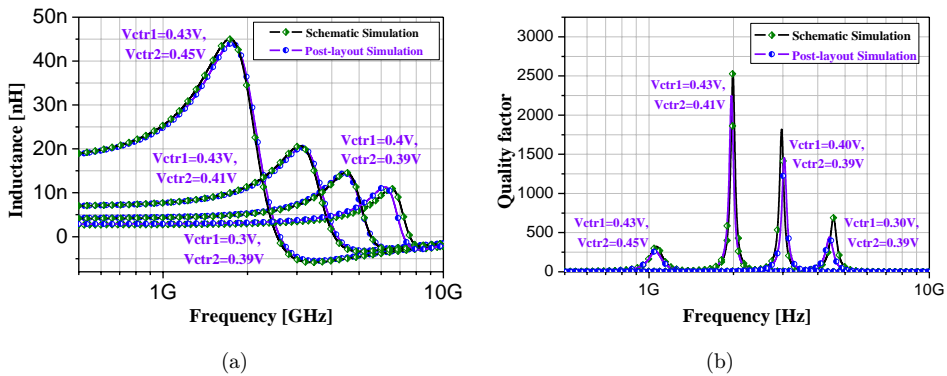 50n
40n
30n
20n
10n
0
Inductance [nH]
1G
10G
Frequency [GHz]
Schematic Simulation
Post-layout Simulation
Vctr1=0.43V,
Vctr2=0.45V
Vctr1=0.4V,
Vctr2=0.39V
Vctr1=0.43V,
Vctr2=0.41V
Vctr1=0.3V,
Vctr2=0.39V
(a)
3000
2500
2000
1750
1500
1250
1000
750
500
250
0
Quality factor
1G
10G
Frequency [Hz]
Schematic Simulation
Post-layout Simulation
Vctr1=0.43V,
Vctr2=0.41V
Vctr1=0.40V
Vctr2=0.39V
Vctr1=0.43V,
Vctr2=0.45V
Vctr1=0.30V
Vctr2=0.39V
(b)